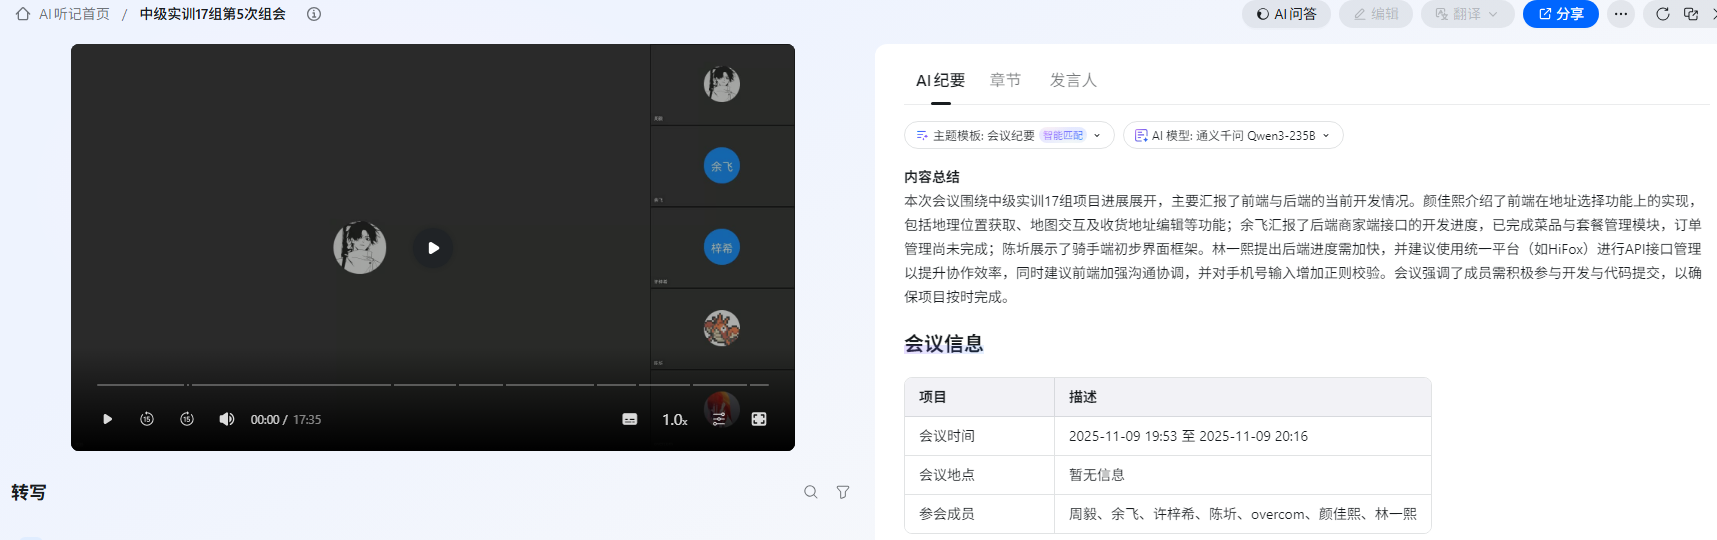 AI听记首页 / 中级实训17组第5次组会
AI问答 编辑 翻译 分享
余飞
梓希
00:00 / 17:35 1.0x
转写
AI纪要 章节 发言人
主题模板: 会议纪要 智能匹配
AI 模型: 通义千问 Qwen3-235B
内容总结
本次会议围绕中级实训17组项目进展展开，主要汇报了前端与后端的当前开发情况。颜佳熙介绍了前端在地址选择功能上的实现，
包括地理位置获取、地图交互及收货地址编辑等功能；余飞汇报了后端商家端接口的开发进度，已完成菜品与套餐管理模块，订单
管理尚未完成；陈圻展示了骑手端初步界面框架。林一熙提出后端进度需加快，并建议使用统一平台（如HiFox）进行API接口管理
以提升协作效率，同时建议前端加强沟通协调，并对手机号输入增加正则校验。会议强调了成员需积极参与开发与代码提交，以确
保项目按时完成。
会议信息
项目 描述
会议时间 2025-11-09 19:53 至 2025-11-09 20:16
会议地点 暂无信息
参会成员 周毅、余飞、许梓希、陈圻、overcom、颜佳熙、林一熙